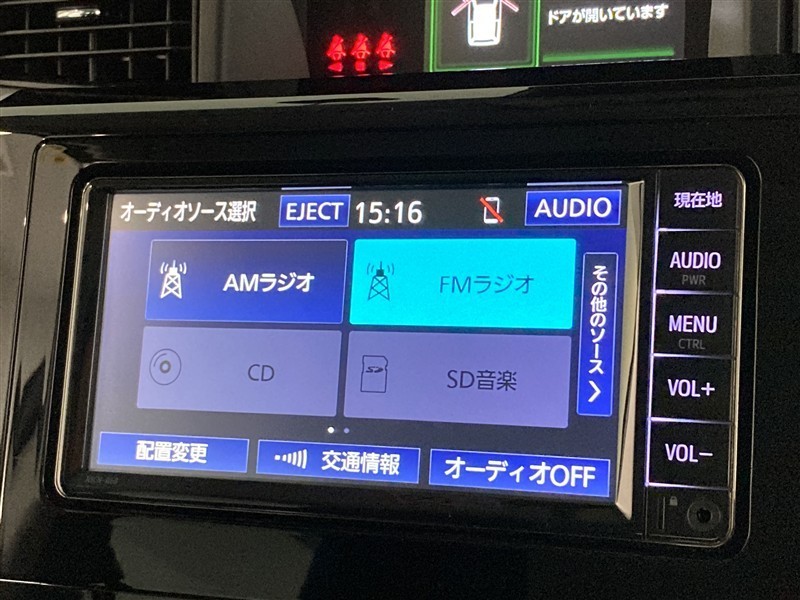 ドアが開いています
オーディオソース選択 EJECT 15:16 AUDIO
AMラジオ FMラジオ
CD SD音楽
その他のソース
配置変更 交通情報 オーディオOFF
現在地
AUDIO
PWR
MENU
CTRL
VOL+
VOL-